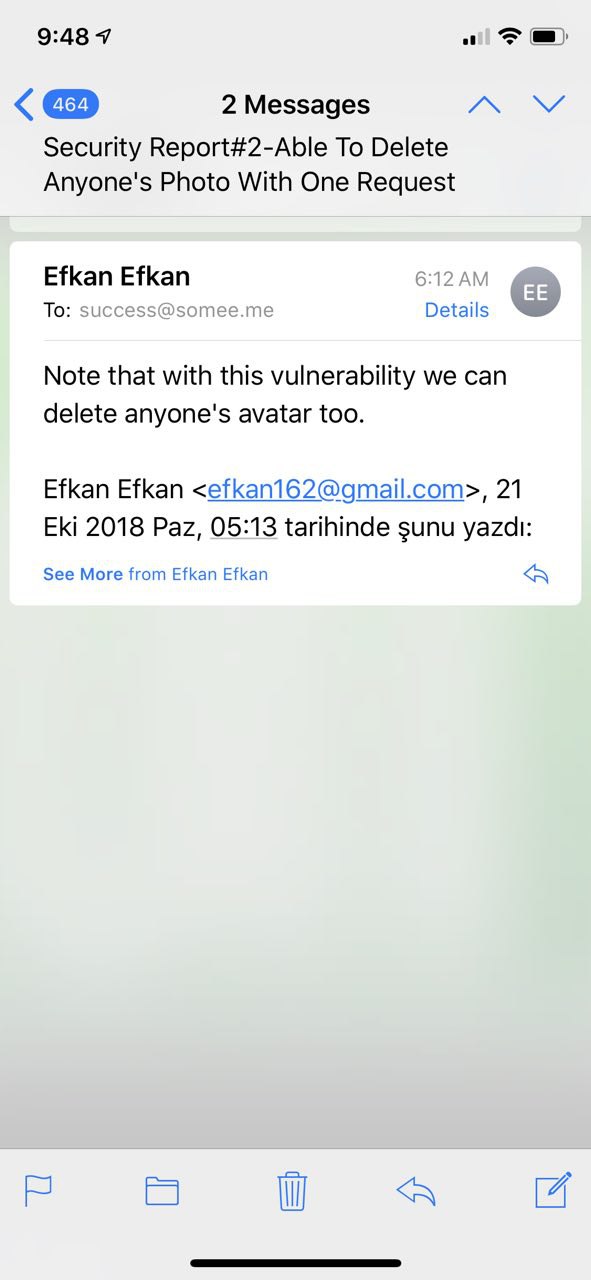 9:48
464
2 Messages
Security Report#2-Able To Delete
Anyone's Photo With One Request
Efkan Efkan
6:12 AM
EE
To: success@somee.me
Details
Note that with this vulnerability we can
delete anyone's avatar too.
Efkan Efkan <efkan162@gmail.com>, 21
Eki 2018 Paz, 05:13 tarihinde şunu yazdı:
See More from Efkan Efkan